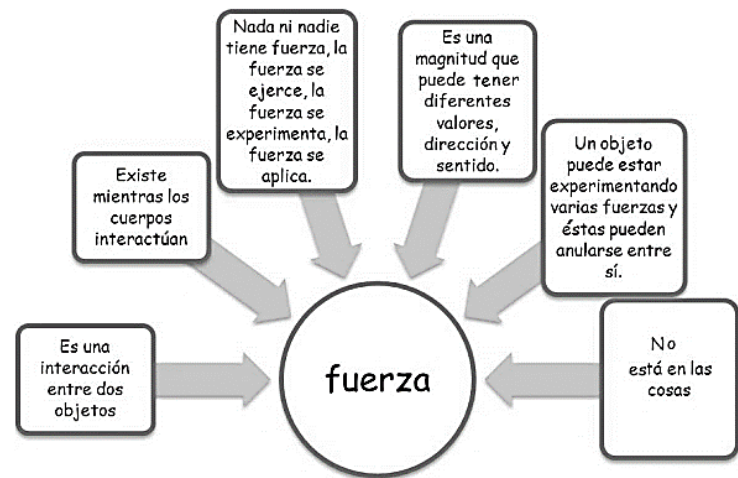 Es una
interacción
entre dos
objetos
Existe
mientras los
cuerpos
interactúan
Nada ni nadie
tiene fuerza, la
fuerza se
ejerce, la
fuerza se
experimenta, la
fuerza se
aplica.
Es una
magnitud que
puede tener
diferentes
valores,
dirección y
sentido.
Un objeto
puede estar
experimentando
varias fuerzas y
éstas pueden
anularse entre
sí.
No
está en las
cosas
fuerza